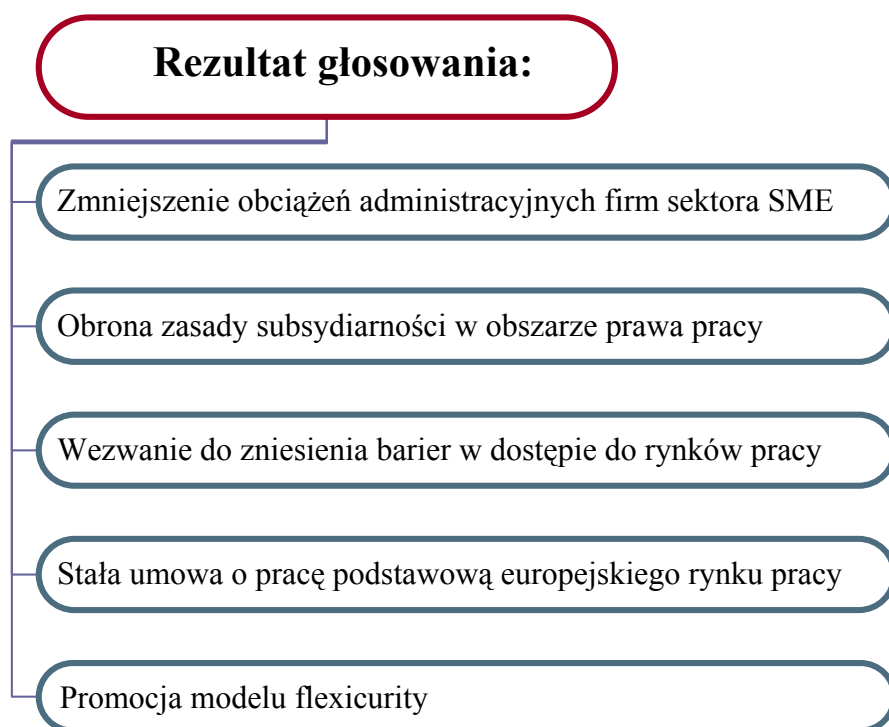 Rezultat głosowania:
Zmniejszenie obciążeń administracyjnych firm sektora SME
Obrona zasady subsydiarności w obszarze prawa pracy
Wezwanie do zniesienia barier w dostępie do rynków pracy
Stała umowa o pracę podstawową europejskiego rynku pracy
Promocja modelu flexicurity